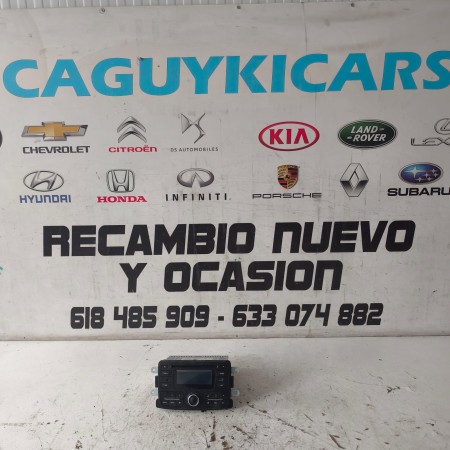 CAGUYKICARS
CHEVROLET
CITROËN
DS AUTOMOBILES
KIA
LAND ROVER
LEX
HYUNDAI
HONDA
INFINITI
PORSCHE
SUBARU
RECAMBIO NUEVO
Y OCASION
618 485 909 - 633 074 882